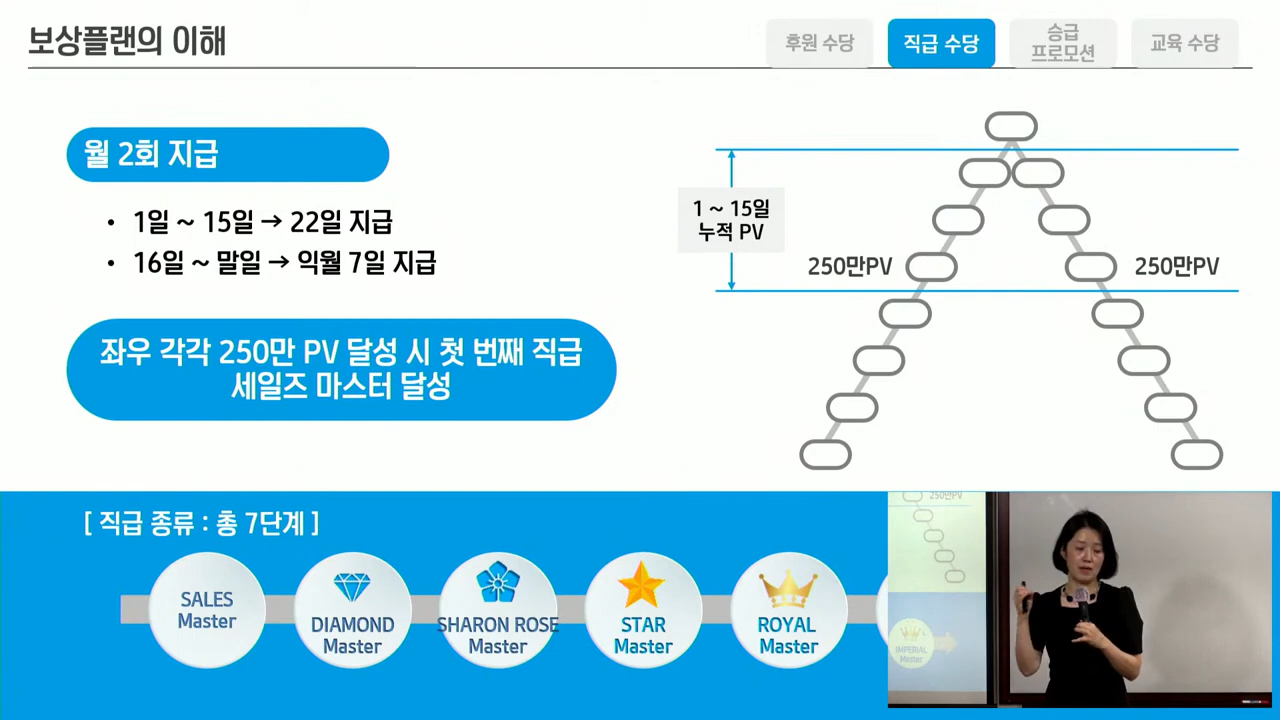 보상플랜의 이해
후원 수당
직급 수당
승급
프로모션
교육 수당
월 2회 지급
• 1일 ~ 15일 → 22일 지급
• 16일 ~ 말일 → 익월 7일 지급
1 ~ 15일
누적 PV
250만PV
250만PV
좌우 각각 250만 PV 달성 시 첫 번째 직급
세일즈 마스터 달성
[ 직급 종류 : 총 7단계 ]
SALES
Master
DIAMOND
Master
SHARON ROSE
Master
STAR
Master
ROYAL
Master
250만PV
IMPERIAL
Master